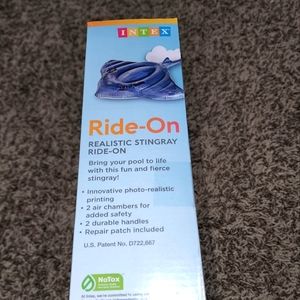 INTEX
Ride-On
REALISTIC STINGRAY
RIDE-ON
Bring your pool to life
with this fun and fierce
stingray!
• Innovative photo-realistic
printing
• 2 air chambers for
added safety
• 2 durable handles
• Repair patch included
U.S. Patent No. D722,667
NoTox